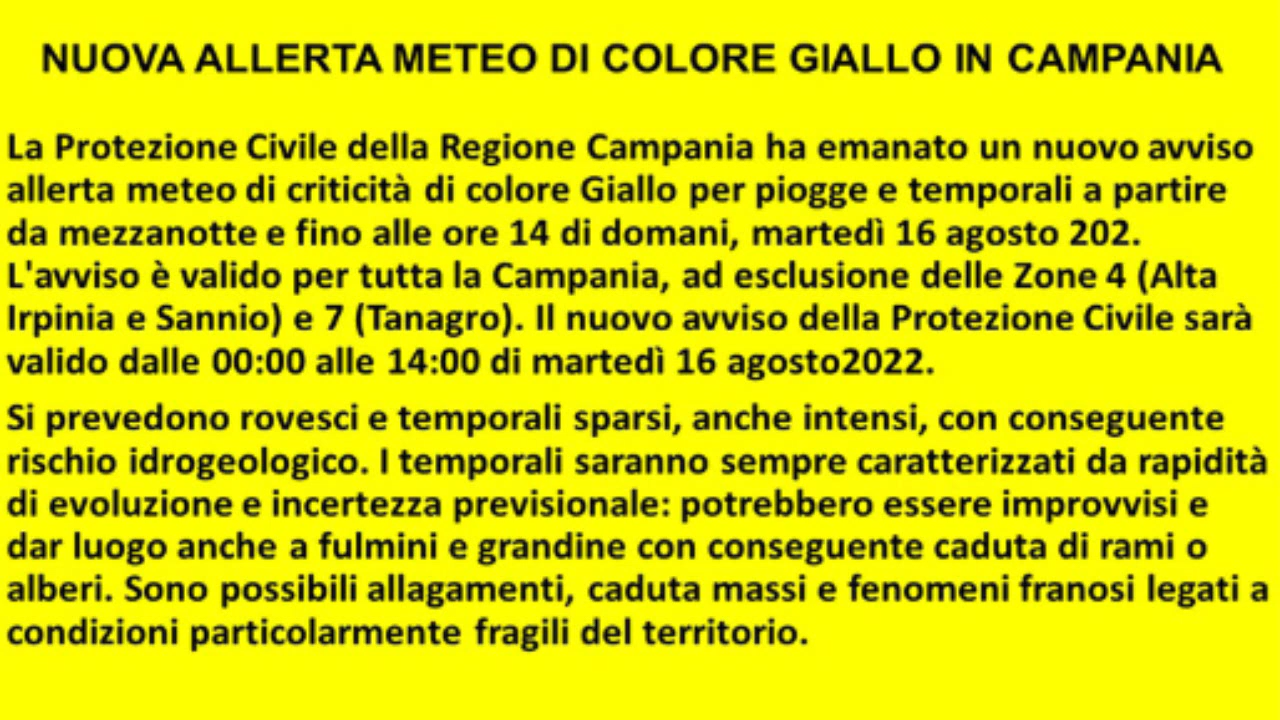 NUOVA ALLERTA METEO DI COLORE GIALLO IN CAMPANIA
La Protezione Civile della Regione Campania ha emanato un nuovo avviso
allerta meteo di criticità di colore Giallo per piogge e temporali a partire
da mezzanotte e fino alle ore 14 di domani, martedì 16 agosto 202.
L'avviso è valido per tutta la Campania, ad esclusione delle Zone 4 (Alta
Irpinia e Sannio) e 7 (Tanagro). Il nuovo avviso della Protezione Civile sarà
valido dalle 00:00 alle 14:00 di martedì 16 agosto2022.
Si prevedono rovesci e temporali sparsi, anche intensi, con conseguente
rischio idrogeologico. I temporali saranno sempre caratterizzati da rapidità
di evoluzione e incertezza previsionale: potrebbero essere improvvisi e
dar luogo anche a fulmini e grandine con conseguente caduta di rami o
alberi. Sono possibili allagamenti, caduta massi e fenomeni franosi legati a
condizioni particolarmente fragili del territorio.